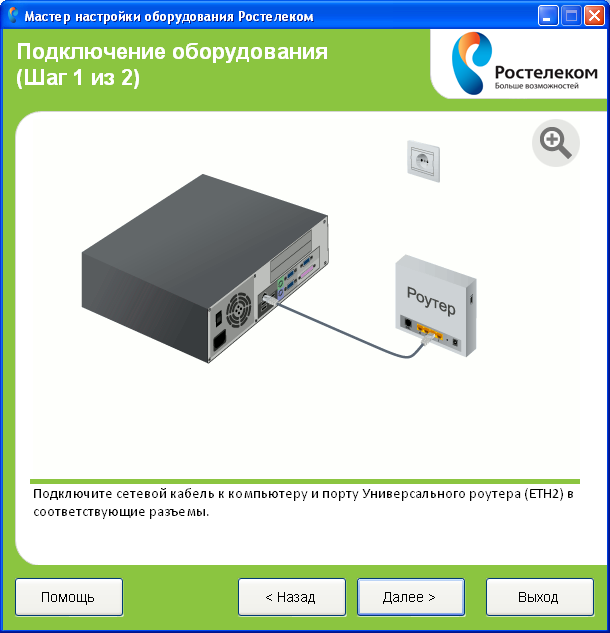 Мастер настройки оборудования Ростелеком
Подключение оборудования
(Шаг 1 из 2)
Ростелеком
Больше возможностей
Роутер
Подключите сетевой кабель к компьютеру и порту Универсального роутера (ETH2) в
соответствующие разъемы.
Помощь
< Назад
Далее >
Выход